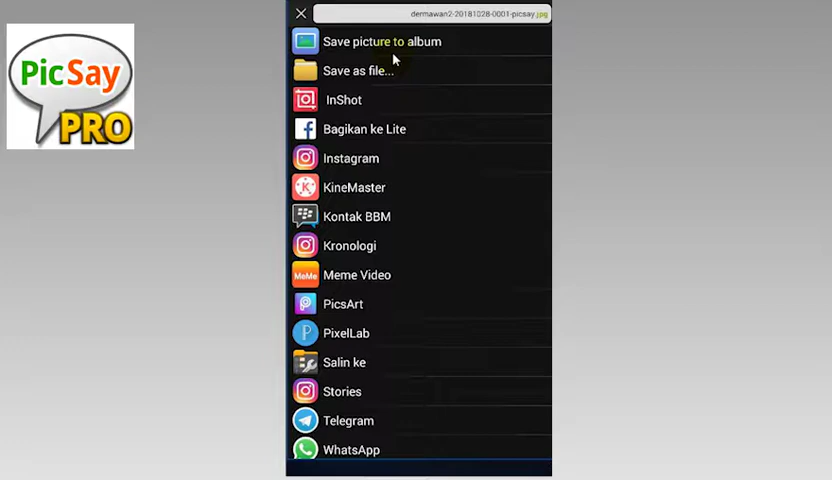 PicSay
PRO
dermawan2-20181028-0001-picsay.jpg
Save picture to album
Save as file...
InShot
Bagikan ke Lite
Instagram
KineMaster
Kontak BBM
Kronologi
MeMe
Meme Video
PicsArt
PixelLab
Salin ke
Stories
Telegram
WhatsApp